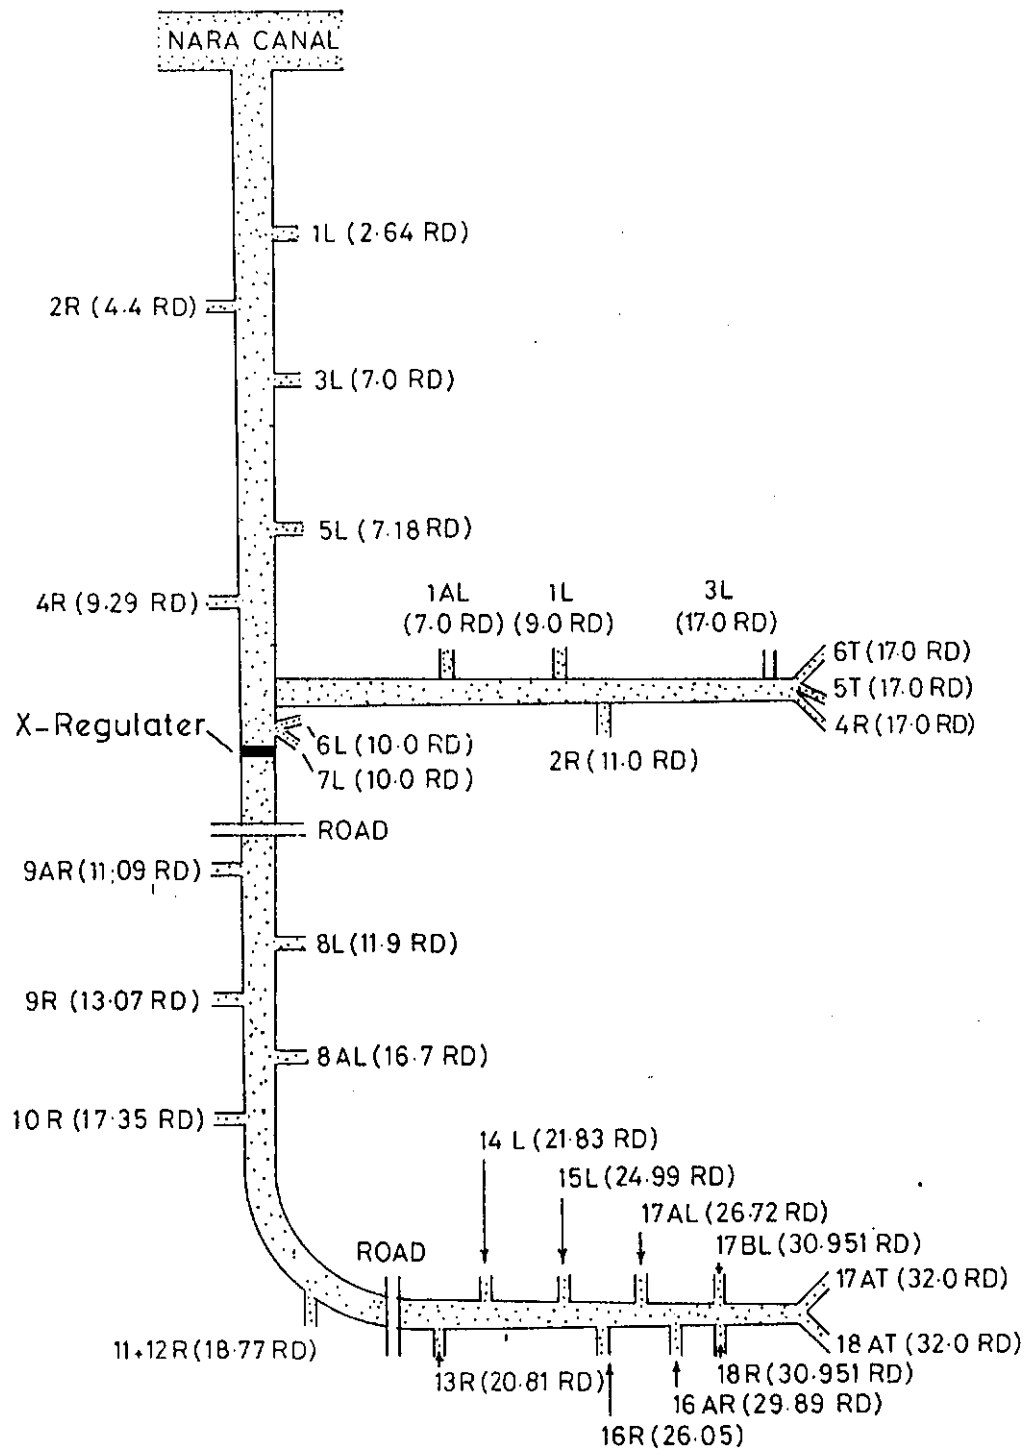 NARA CANAL
1L (2.64 RD)
2R (4.4 RD)
3L (7.0 RD)
5L (7.18 RD)
4R (9.29 RD)
1AL
(7.0 RD)
1L
(9.0 RD)
3L
(17.0 RD)
6T (17.0 RD)
5T (17.0 RD)
4R (17.0 RD)
X-Regulater
6L (10.0 RD)
7L (10.0 RD)
2R (11.0 RD)
ROAD
9AR (11.09 RD)
8L (11.9 RD)
9R (13.07 RD)
8AL (16.7 RD)
10R (17.35 RD)
14L (21.83 RD)
15L (24.99 RD)
17AL (26.72 RD)
ROAD
17BL (30.951 RD)
17AT (32.0 RD)
11+12R (18.77 RD)
18AT (32.0 RD)
13R (20.81 RD)
18R (30.951 RD)
16AR (29.89 RD)
16R (26.05)